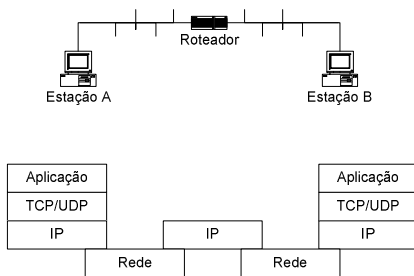 Roteador
Estação A
Estação B
Aplicação
Aplicação
TCP/UDP
TCP/UDP
IP
IP
IP
Rede
Rede